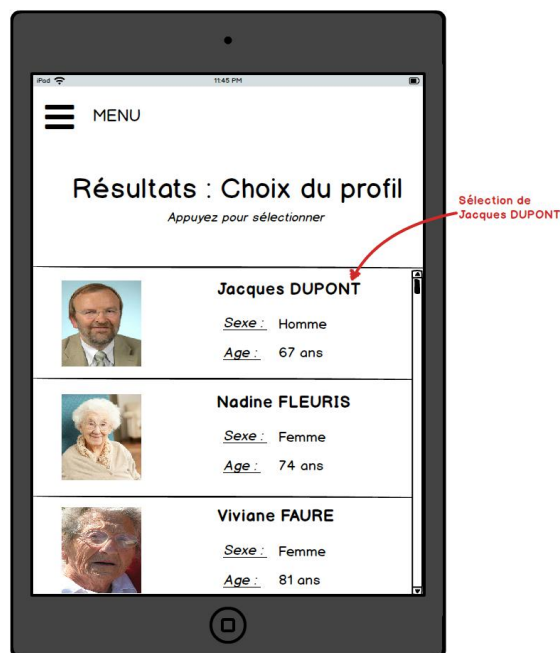 iPod
11:45 PM
MENU
Résultats : Choix du profil
Appuyez pour sélectionner
Sélection de
Jacques DUPONT
Jacques DUPONT
Sexe : Homme
Age : 67 ans
Nadine FLEURIS
Sexe : Femme
Age : 74 ans
Viviane FAURE
Sexe : Femme
Age : 81 ans